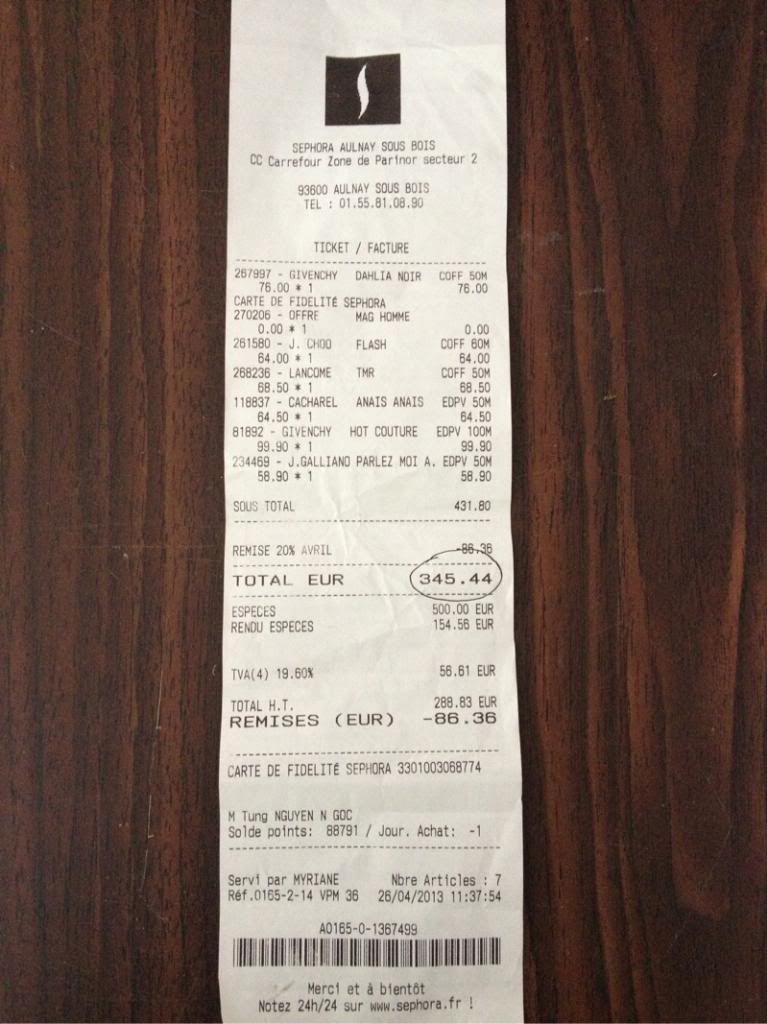 SEPHORA AULNAY SOUS BOIS
CC Carrefour Zone de Parinor secteur 2
93600 AULNAY SOUS BOIS
TEL : 01.55.81.08.90
TICKET / FACTURE
267997 - GIVENCHY DAHLIA NOIR COFF 50M
76.00 * 1 76.00
CARTE DE FIDELITÉ SEPHORA
270206 - OFFRE MAG HOMME
0.00 * 1 0.00
261580 - J. CHOO FLASH COFF 60M
64.00 * 1 64.00
268236 - LANCOME TMR COFF 50M
68.50 * 1 68.50
118837 - CACHAREL ANAIS ANAIS EDPV 50M
64.50 * 1 64.50
81892 - GIVENCHY HOT COUTURE EDPV 100M
99.90 * 1 99.90
234469 - J.GALLIANO PARLEZ MOI A. EDPV 50M
58.90 * 1 58.90
SOUS TOTAL 431.80
REMISE 20% AVRIL -86.36
TOTAL EUR 345.44
ESPECES 500.00 EUR
RENDU ESPECES 154.56 EUR
TVA(4) 19.60% 56.61 EUR
TOTAL H.T. 288.83 EUR
REMISES (EUR) -86.36
CARTE DE FIDELITÉ SEPHORA 3301003068774
M Tung NGUYEN N GOC
Solde points: 88791 / Jour. Achat: -1
Servi par MYRIANE Nbre Articles : 7
Réf.0165-2-14 VPM 36 26/04/2013 11:37:54
A0165-0-1367499
Merci et à bientôt
Notez 24h/24 sur www.sephora.fr !